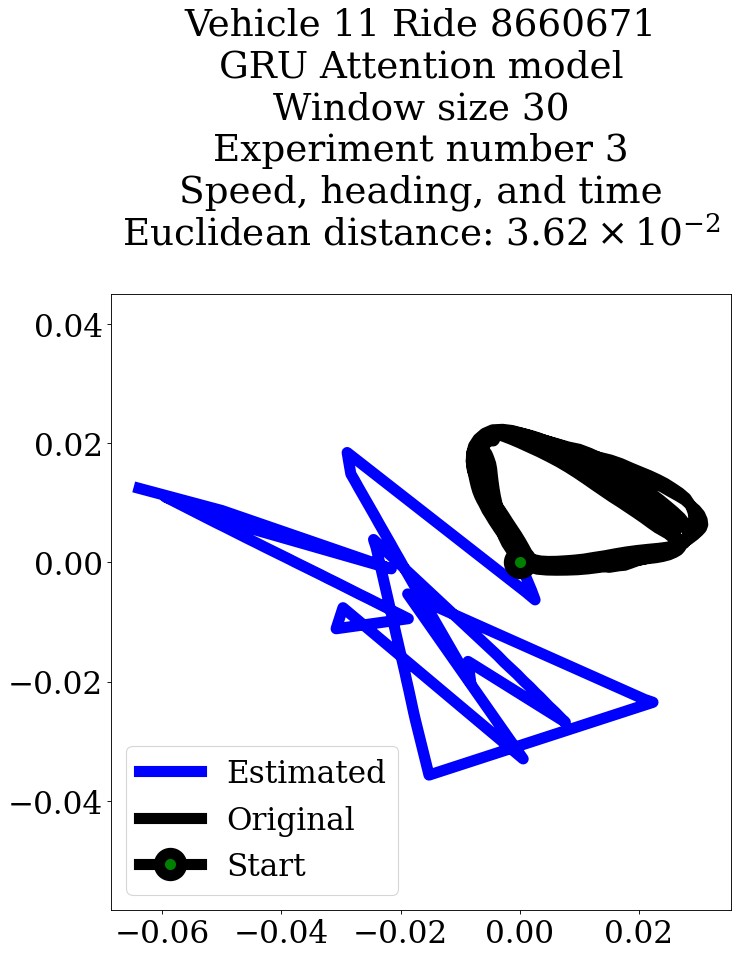 Vehicle 11 Ride 8660671
GRU Attention model
Window size 30
Experiment number 3
Speed, heading, and time
Euclidean distance: 3.62 × 10⁻²
0.04
0.02
0.00
−0.02
−0.04
Estimated
Original
Start
−0.06 −0.04 −0.02 0.00 0.02